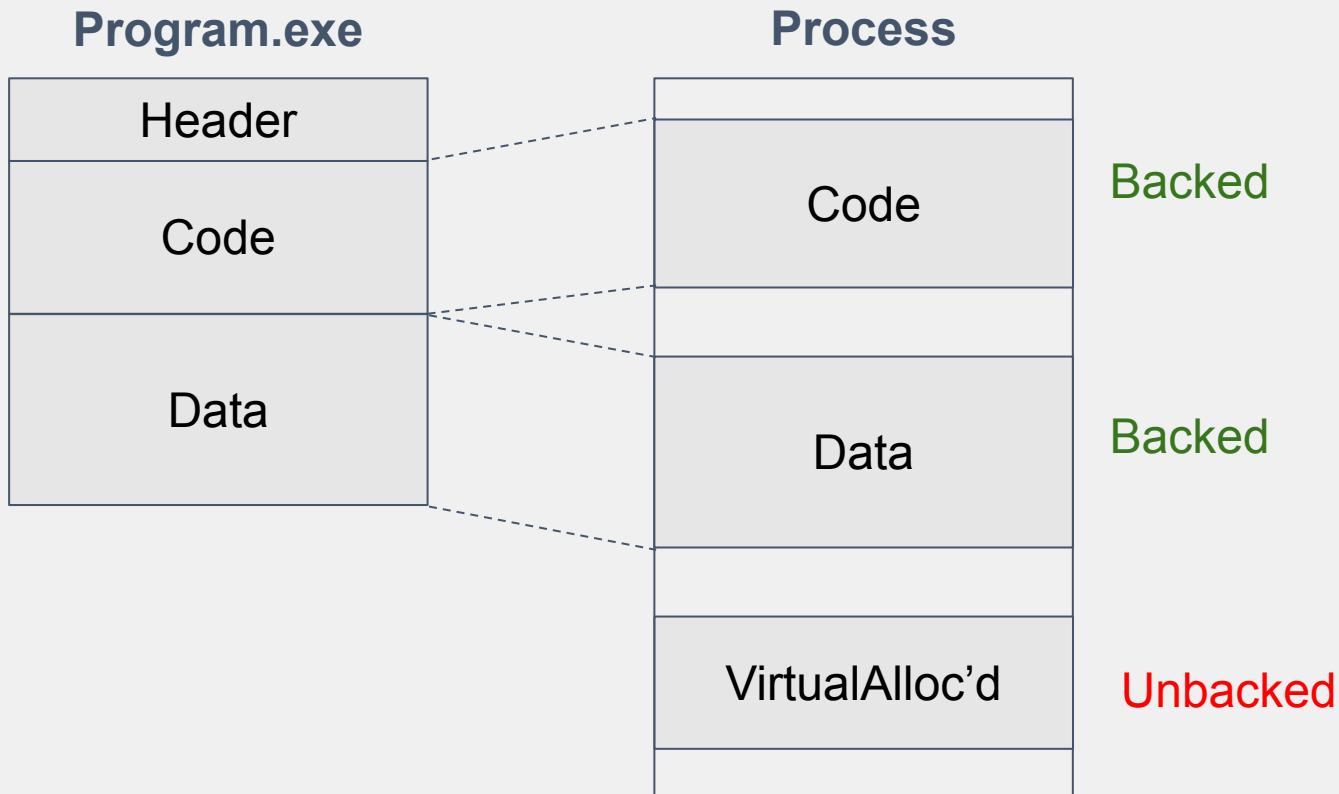 Program.exe
Header
Code
Data
Process
Code
Backed
Data
Backed
VirtualAlloc’d
Unbacked